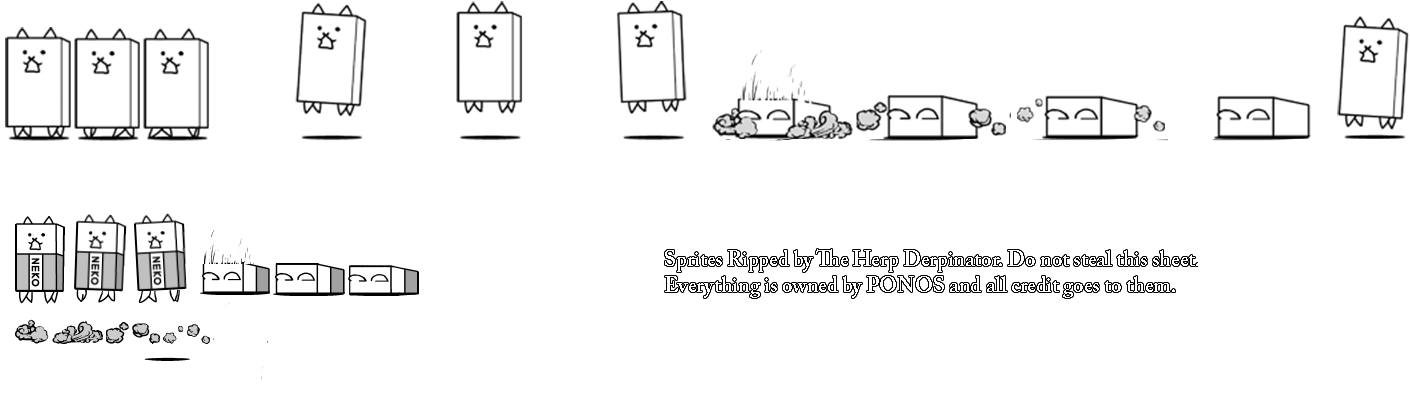 NEKO NEKO NEKO
Sprites Ripped by The Herp Derpinator. Do not steal this sheet.
Everything is owned by PONOS and all credit goes to them.